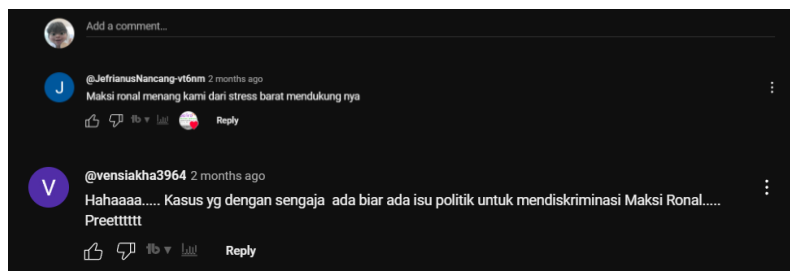 Add a comment...
@JefrianusNancang-vt6nm 2 months ago
Maksi ronal menang kami dari stress barat mendukung nya
Reply
@vensiakha3964 2 months ago
Hahaaaa..... Kasus yg dengan sengaja ada biar ada isu politik untuk mendiskriminasi Maksi Ronal.....
Preetttttt
Reply